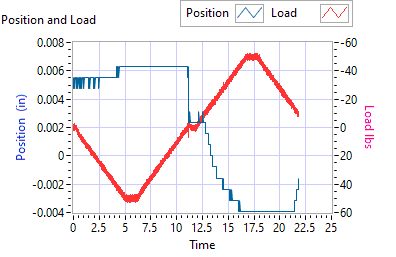 Position and Load
Position Load
0.008 -60
0.006 -40
0.004 -20
0.002 0
0 20
-0.002 40
-0.004 60
Position (in)
Load lbs
0 2.5 5 7.5 10 12.5 15 17.5 20 22.5 25
Time